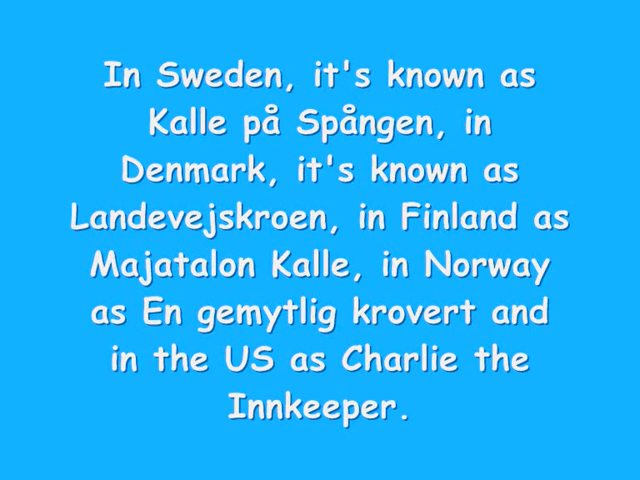 In Sweden, it's known as
Kalle på Spången, in
Denmark, it's known as
Landevejskroen, in Finland as
Majatalon Kalle, in Norway
as En gemytlig krovert and
in the US as Charlie the
Innkeeper.